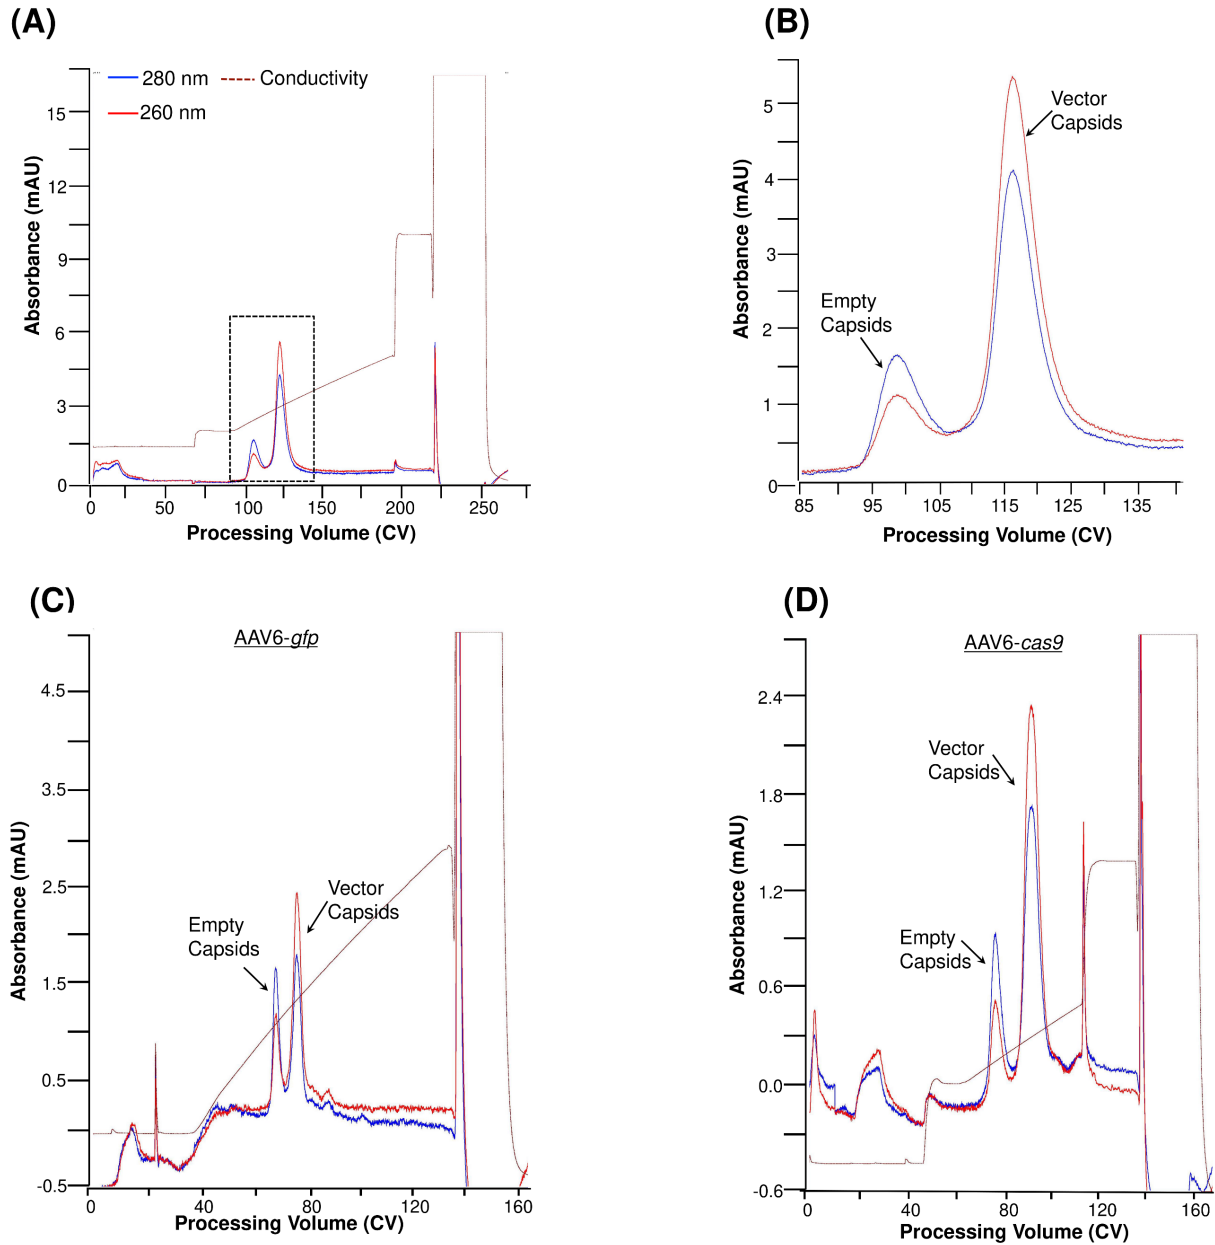 (A)
280 nm
Conductivity
260 nm
15
12
9
6
3
0
Absorbance (mAU)
0 50 100 150 200 250
Processing Volume (CV)
(B)
Vector
Capsids
Empty
Capsids
5
4
3
2
1
0
Absorbance (mAU)
85 95 105 115 125 135
Processing Volume (CV)
(C)
AAV6-gfp
4.5
3.5
2.5
1.5
0.5
-0.5
Absorbance (mAU)
Vector
Capsids
Empty
Capsids
0 40 80 120 160
Processing Volume (CV)
(D)
AAV6-cas9
2.4
1.8
1.2
0.6
0.0
-0.6
Absorbance (mAU)
Vector
Capsids
Empty
Capsids
0 40 80 120 160
Processing Volume (CV)